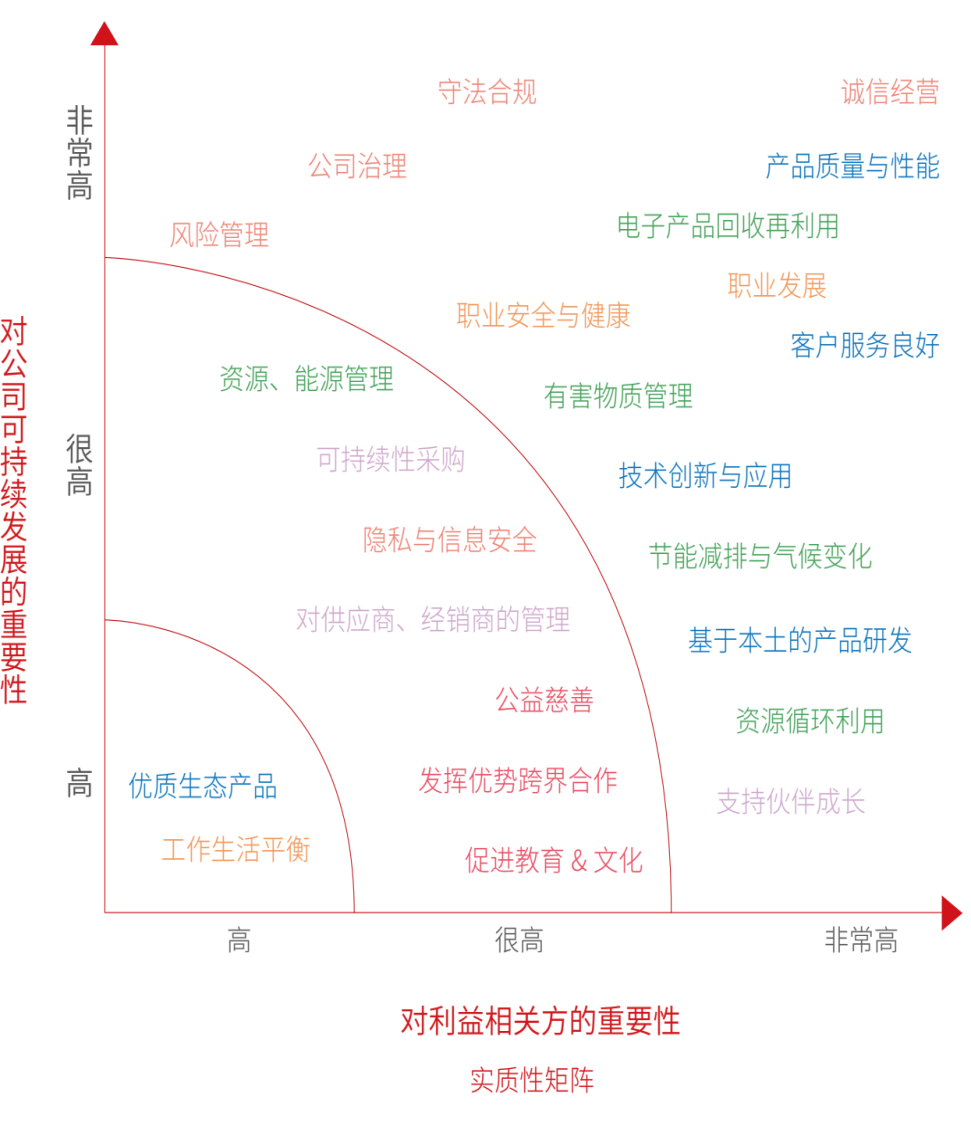 守法合规
诚信经营
公司治理
产品质量与性能
电子产品回收再利用
风险管理
职业发展
职业安全与健康
客户服务良好
资源、能源管理
有害物质管理
可持续性采购
技术创新与应用
隐私与信息安全
节能减排与气候变化
对供应商、经销商的管理
基于本土的产品研发
公益慈善
资源循环利用
优质生态产品
发挥优势跨界合作
支持伙伴成长
工作生活平衡
促进教育 & 文化
非常高
很高
高
对公司可持续发展的重要性
高
很高
非常高
对利益相关方的重要性
实质性矩阵